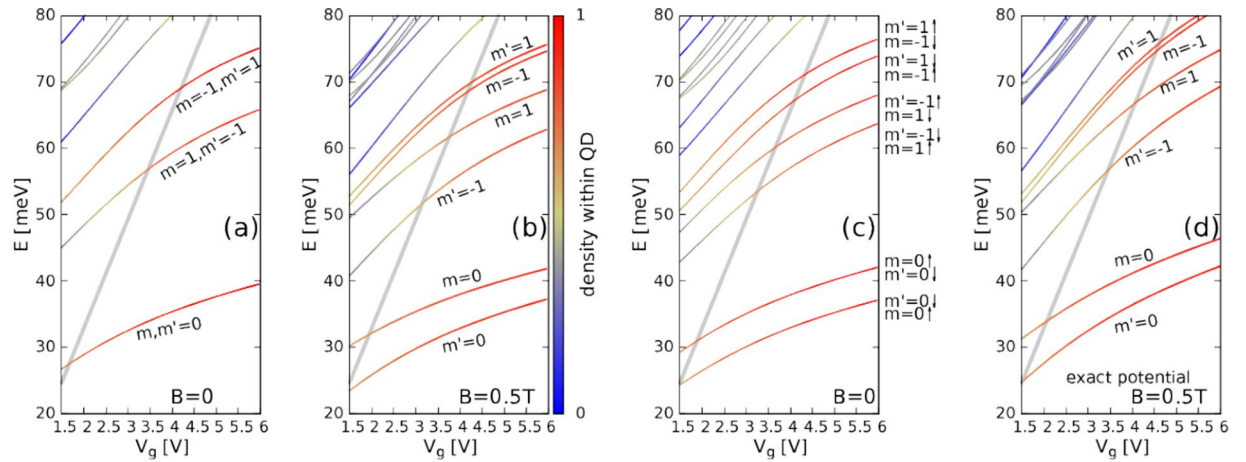 80
70
60
50
40
30
20
E [meV]
1.5 2 2.5 3 3.5 4 4.5 5 5.5 6
Vg [V]
m=-1,m'=1
m=1,m'=-1
(a)
m,m'=0
B=0
80
70
60
50
40
30
20
E [meV]
1.5 2 2.5 3 3.5 4 4.5 5 5.5 6
Vg [V]
m'=1
m=-1
m=1
m'=-1
(b)
m=0
m'=0
B=0.5T
1
density within QD
0
80
70
60
50
40
30
20
E [meV]
1.5 2 2.5 3 3.5 4 4.5 5 5.5 6
Vg [V]
(c)
B=0
m'=1↑
m=-1↓
m'=1↓
m=-1↑
m'=-1↑
m=1↓
m'=-1↓
m=1↑
m=0↑
m'=0↓
m'=0↓
m=0↑
80
70
60
50
40
30
20
E [meV]
1.5 2 2.5 3 3.5 4 4.5 5 5.5 6
Vg [V]
m'=1
m=-1
m=1
m'=-1
(d)
m=0
m'=0
exact potential
B=0.5T